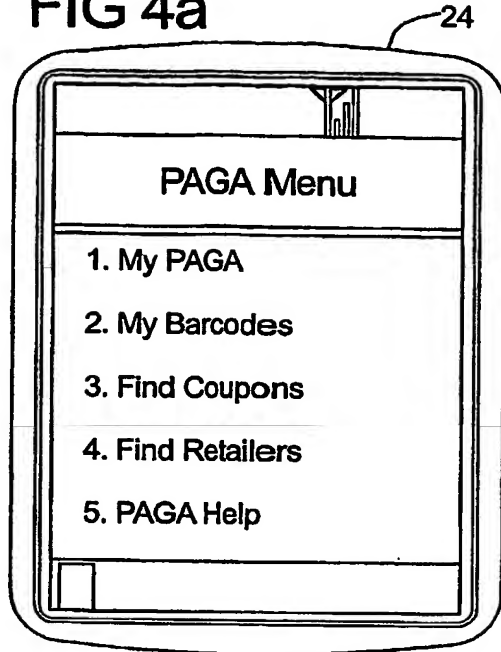 FIG 4a
24
PAGA Menu
1. My PAGA
2. My Barcodes
3. Find Coupons
4. Find Retailers
5. PAGA Help